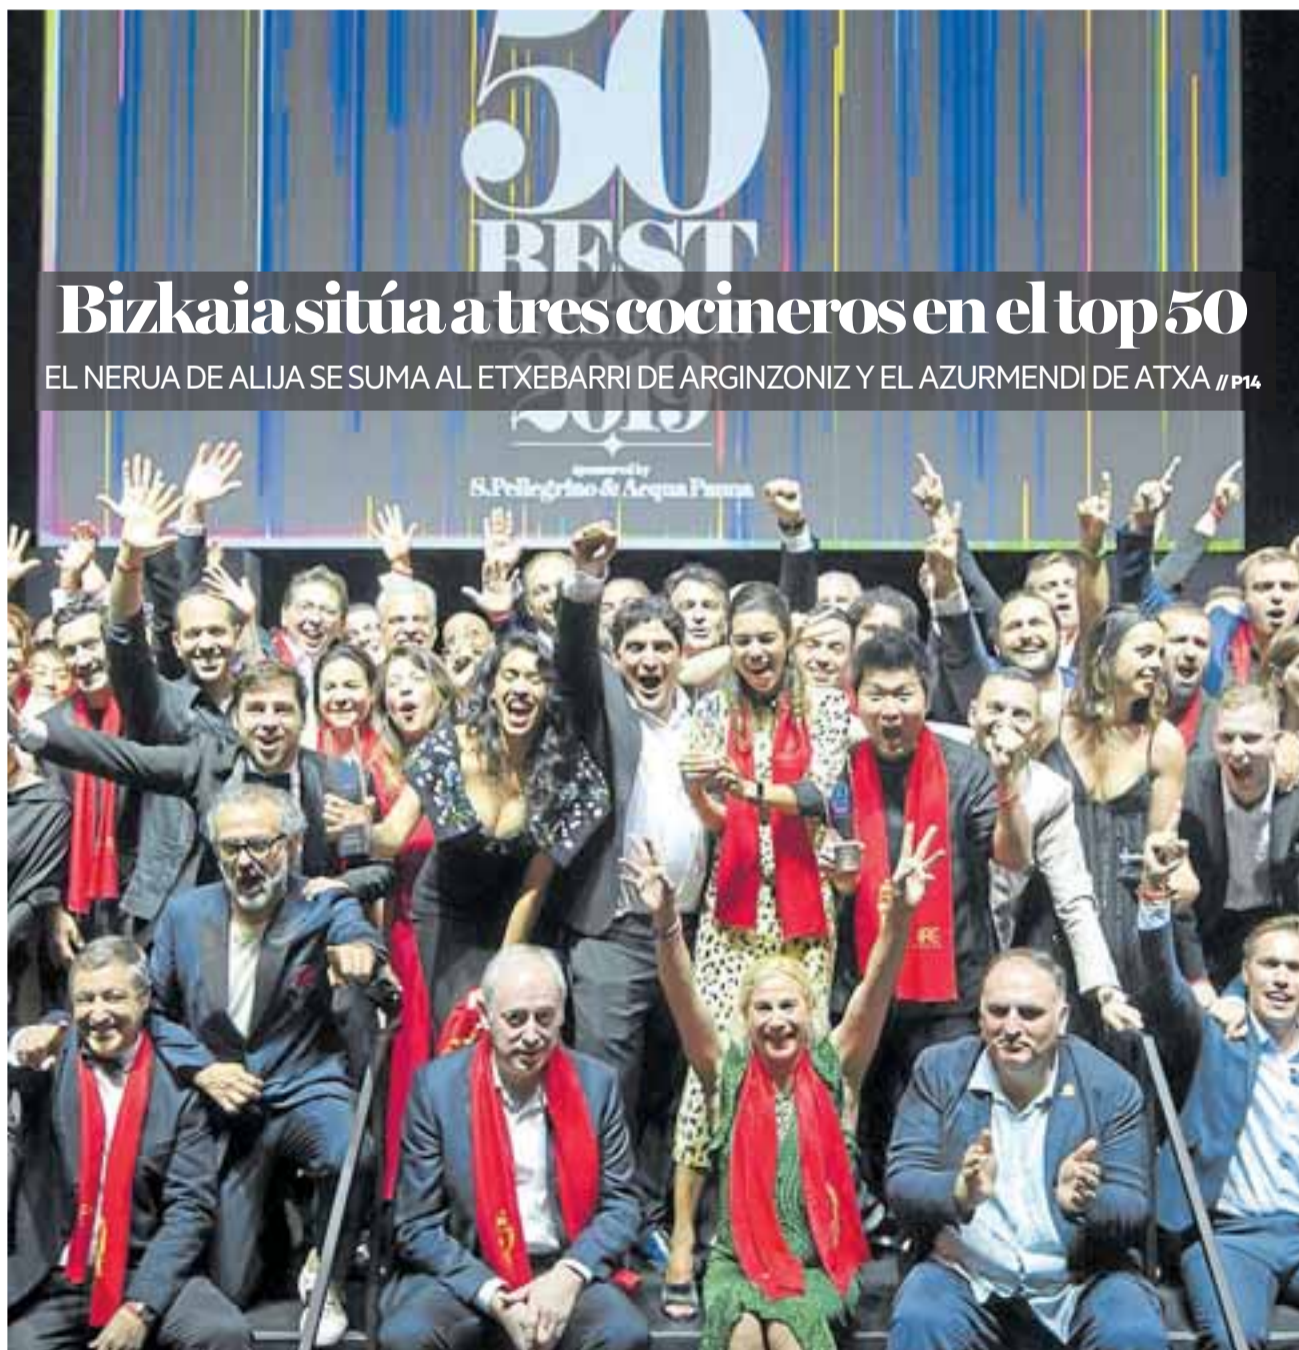 50
BEST
Bizkaia sitúa a tres cocineros en el top 50
EL NERUA DE ALIJA SE SUMA AL ETXEBARRI DE ARGINZONIZ Y EL AZURMENDI DE ATXA // P14
2019
sponsored by
S.Pellegrino & Acqua Panna